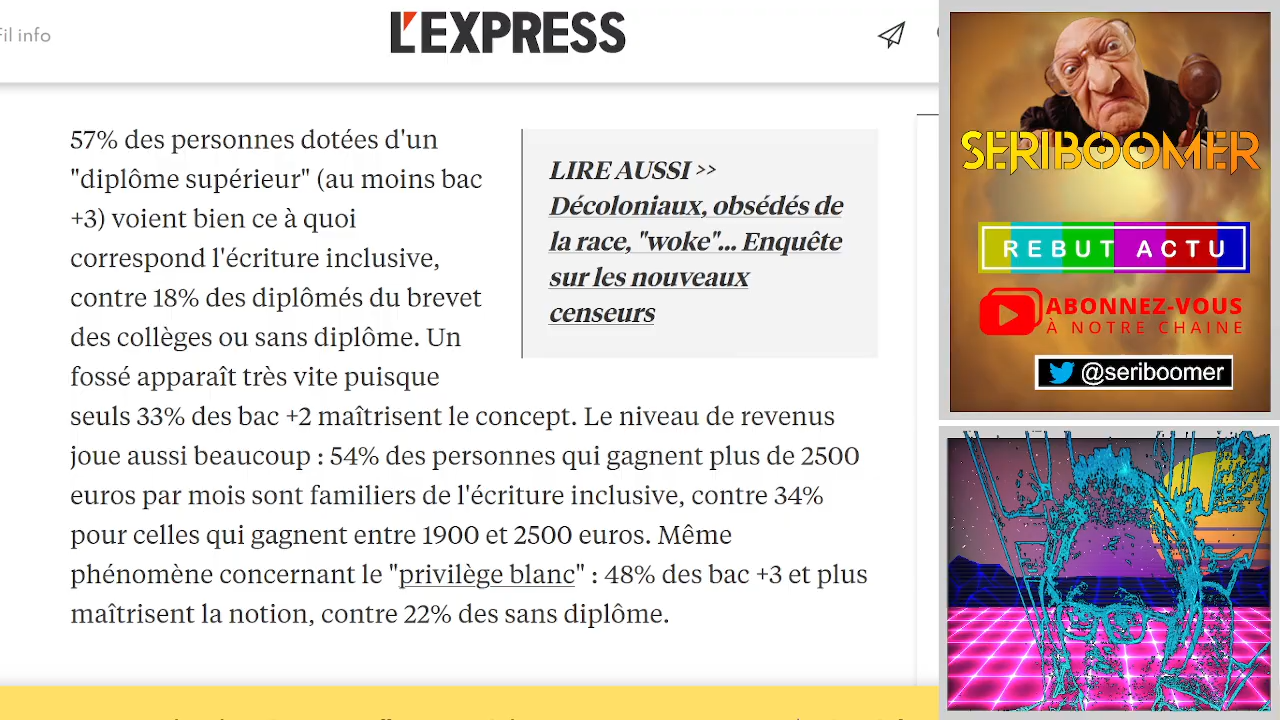 Fil info
L'EXPRESS
57% des personnes dotées d'un
"diplôme supérieur" (au moins bac
+3) voient bien ce à quoi
correspond l'écriture inclusive,
contre 18% des diplômés du brevet
des collèges ou sans diplôme. Un
fossé apparaît très vite puisque
seuls 33% des bac +2 maîtrisent le concept. Le niveau de revenus
joue aussi beaucoup : 54% des personnes qui gagnent plus de 2500
euros par mois sont familiers de l'écriture inclusive, contre 34%
pour celles qui gagnent entre 1900 et 2500 euros. Même
phénomène concernant le "privilège blanc" : 48% des bac +3 et plus
maîtrisent la notion, contre 22% des sans diplôme.
LIRE AUSSI >>
Décoloniaux, obsédés de
la race, "woke"... Enquête
sur les nouveaux
censeurs
SERIBOOMER
REBUT ACTU
ABONNEZ-VOUS
À NOTRE CHAINE
@seriboomer